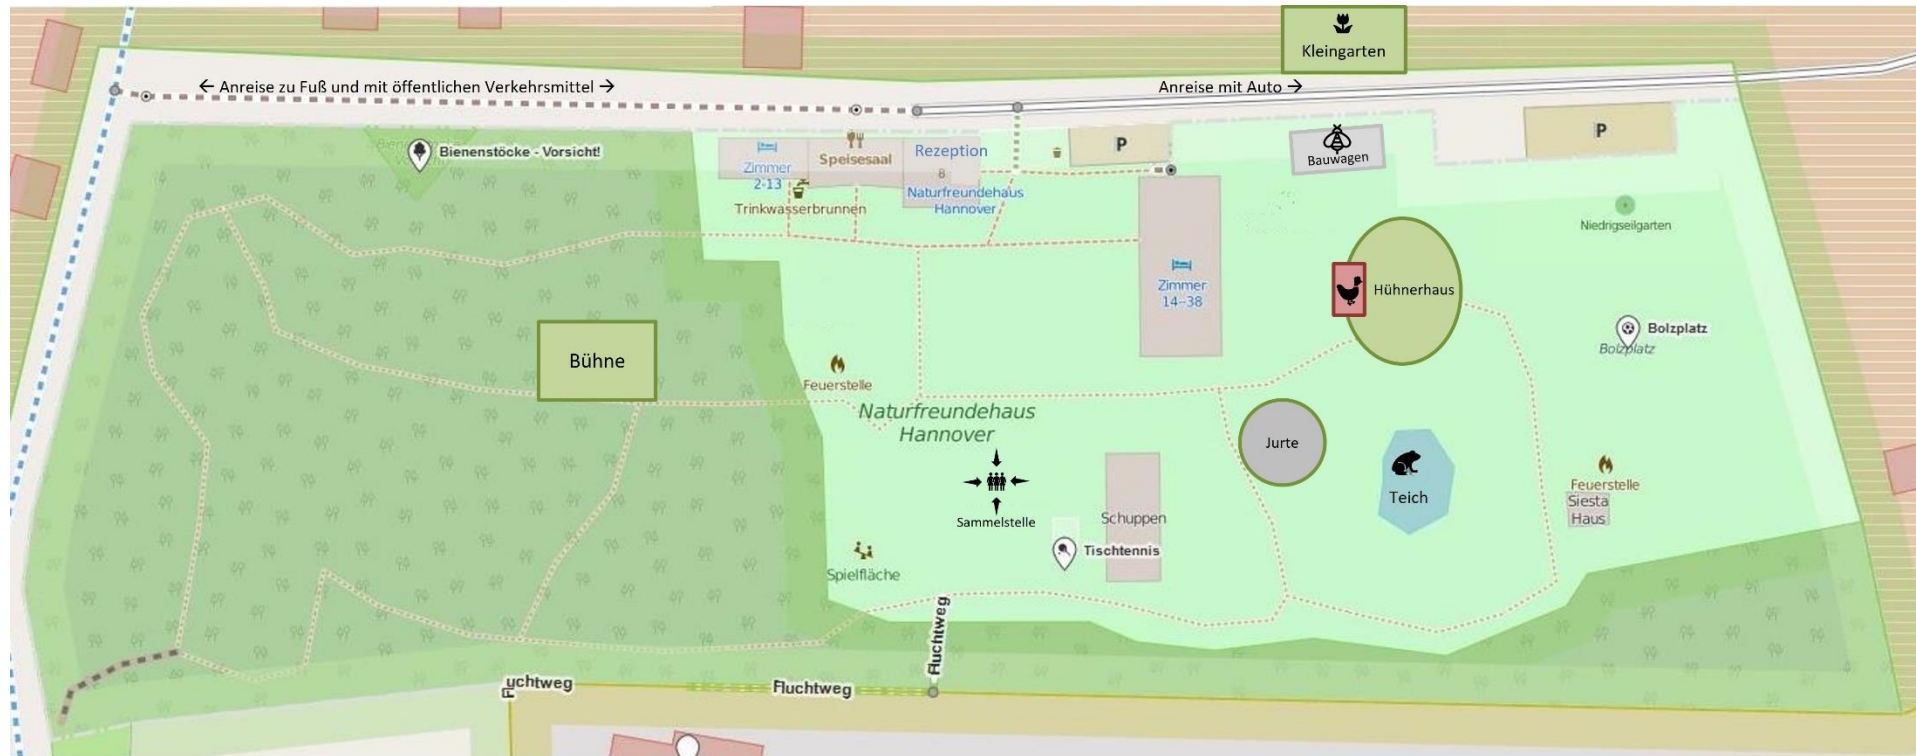 Kleingarten
← Anreise zu Fuß und mit öffentlichen Verkehrsmittel →
Anreise mit Auto →
Bienenstöcke - Vorsicht!
P
P
Bauwagen
Zimmer
2-13
Speisesaal
Rezeption
8
Naturfreundehaus
Hannover
Trinkwasserbrunnen
Niedrigseilgarten
Zimmer
14-38
Hühnerhaus
Bolzplatz
Bolzplatz
Bühne
Feuerstelle
Naturfreundehaus
Hannover
Jurte
Sammelstelle
Teich
Feuerstelle
Siesta
Haus
Schuppen
Tischtennis
Spielfläche
Fluchtweg
Fluchtweg
Fluchtweg